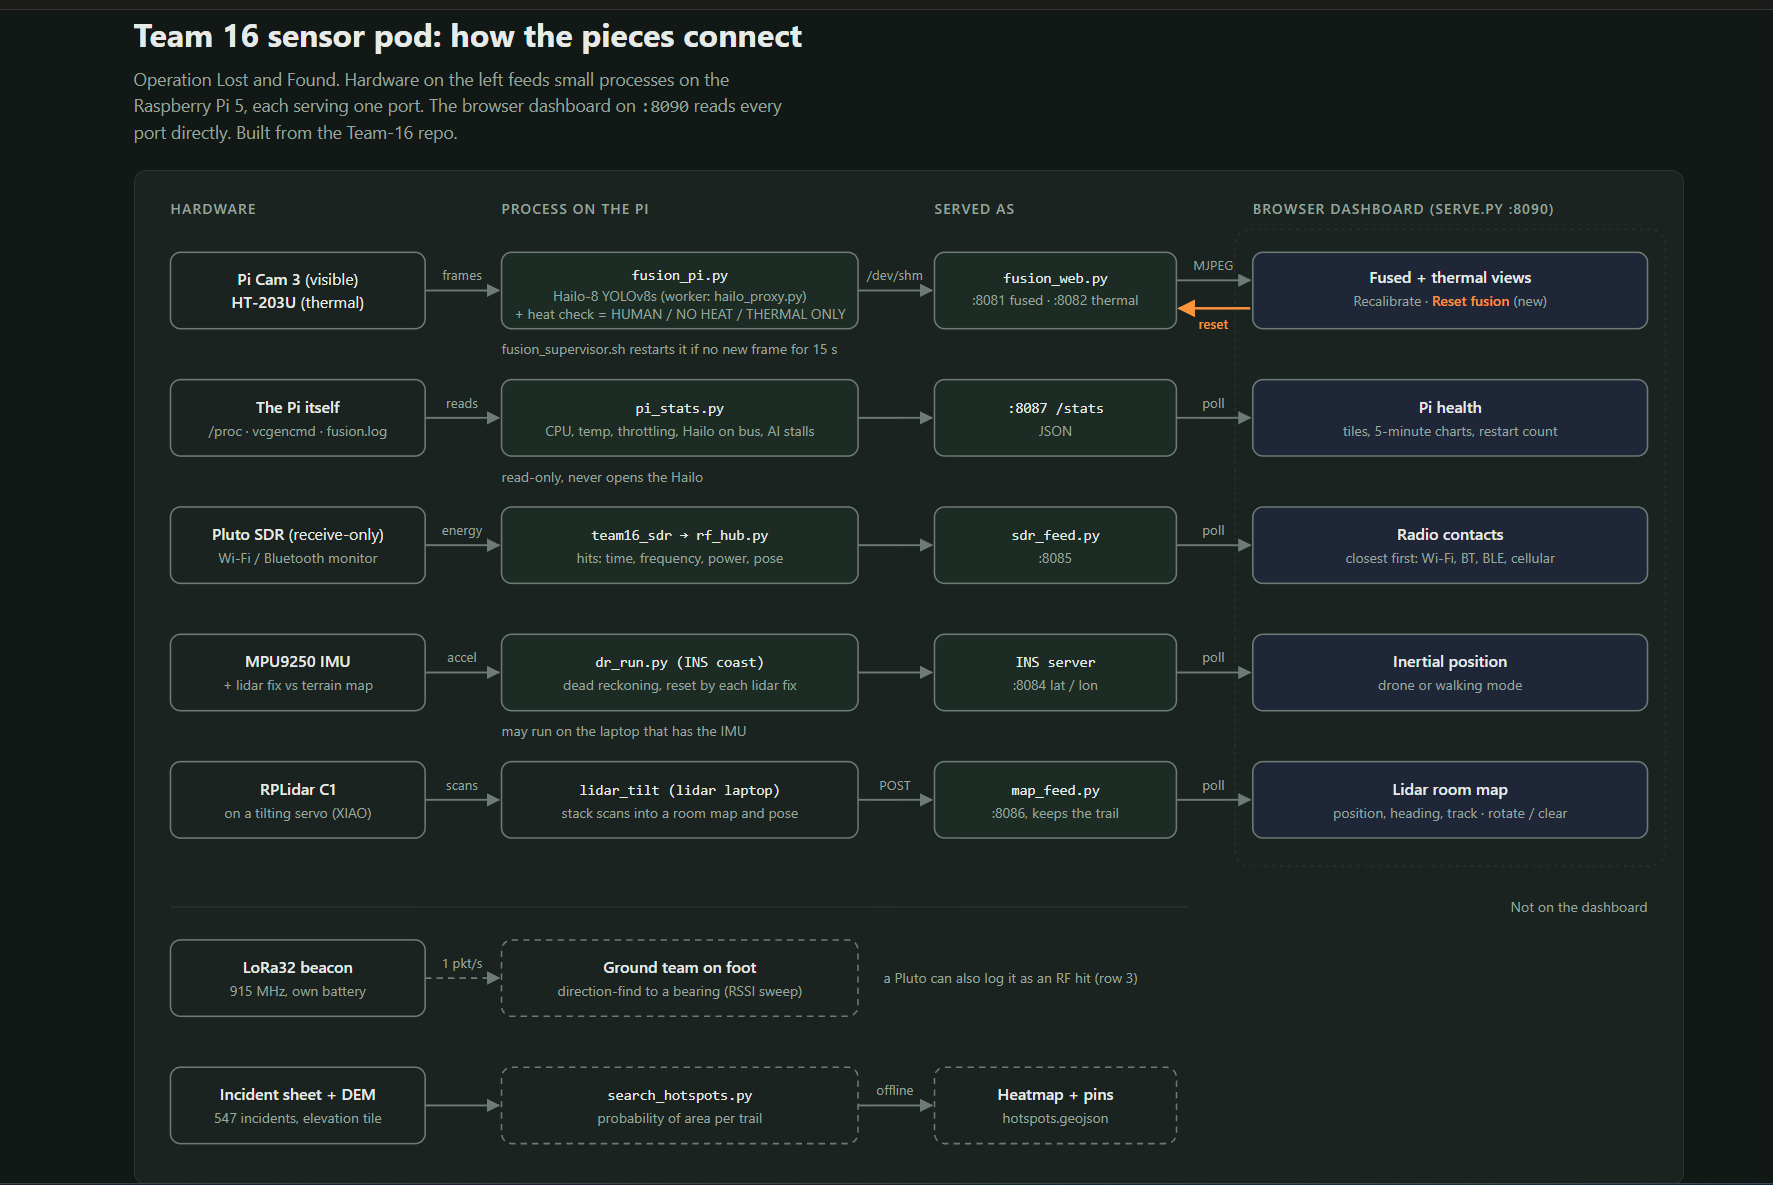 Team 16 sensor pod: how the pieces connect
Operation Lost and Found. Hardware on the left feeds small processes on the
Raspberry Pi 5, each serving one port. The browser dashboard on :8090 reads every
port directly. Built from the Team-16 repo.
HARDWARE
PROCESS ON THE PI
SERVED AS
BROWSER DASHBOARD (SERVE.PY :8090)
Pi Cam 3 (visible)
HT-203U (thermal)
frames
fusion_pi.py
Hailo-8 YOLOv8s (worker: hailo_proxy.py)
+ heat check = HUMAN / NO HEAT / THERMAL ONLY
/dev/shm
fusion_web.py
:8081 fused · :8082 thermal
MJPEG
reset
Fused + thermal views
Recalibrate · Reset fusion (new)
fusion_supervisor.sh restarts it if no new frame for 15 s
The Pi itself
/proc · vcgencmd · fusion.log
reads
pi_stats.py
CPU, temp, throttling, Hailo on bus, AI stalls
:8087 /stats
JSON
poll
Pi health
tiles, 5-minute charts, restart count
read-only, never opens the Hailo
Pluto SDR (receive-only)
Wi-Fi / Bluetooth monitor
energy
team16_sdr → rf_hub.py
hits: time, frequency, power, pose
sdr_feed.py
:8085
poll
Radio contacts
closest first: Wi-Fi, BT, BLE, cellular
MPU9250 IMU
+ lidar fix vs terrain map
accel
dr_run.py (INS coast)
dead reckoning, reset by each lidar fix
INS server
:8084 lat / lon
poll
Inertial position
drone or walking mode
may run on the laptop that has the IMU
RPLidar C1
on a tilting servo (XIAO)
scans
lidar_tilt (lidar laptop)
stack scans into a room map and pose
POST
map_feed.py
:8086, keeps the trail
poll
Lidar room map
position, heading, track · rotate / clear
Not on the dashboard
LoRa32 beacon
915 MHz, own battery
1 pkt/s
Ground team on foot
direction-find to a bearing (RSSI sweep)
a Pluto can also log it as an RF hit (row 3)
Incident sheet + DEM
547 incidents, elevation tile
search_hotspots.py
probability of area per trail
offline
Heatmap + pins
hotspots.geojson